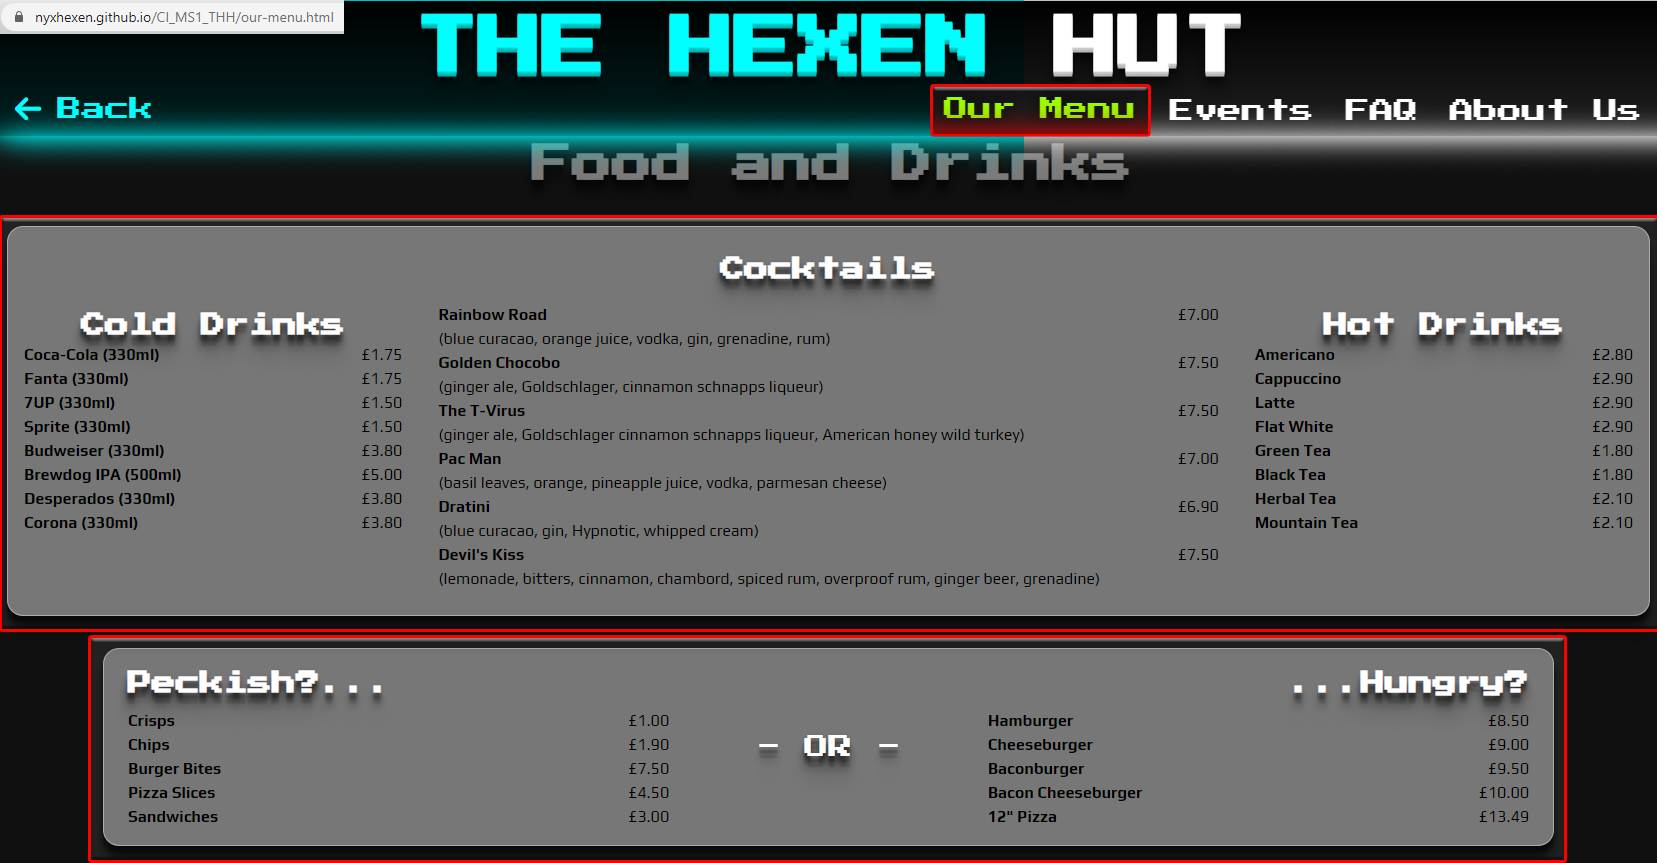 nyxhexen.github.io/CI_MS1_THH/our-menu.html
THE HEXEN HUT
← Back
Our Menu Events FAQ About Us
Food and Drinks
Cold Drinks
Coca-Cola (330ml) £1.75
Fanta (330ml) £1.75
7UP (330ml) £1.50
Sprite (330ml) £1.50
Budweiser (330ml) £3.80
Brewdog IPA (500ml) £5.00
Desperados (330ml) £3.80
Corona (330ml) £3.80
Cocktails
Rainbow Road £7.00
(blue curacao, orange juice, vodka, gin, grenadine, rum)
Golden Chocobo £7.50
(ginger ale, Goldschlager, cinnamon schnapps liqueur)
The T-Virus £7.50
(ginger ale, Goldschlager cinnamon schnapps liqueur, American honey wild turkey)
Pac Man £7.00
(basil leaves, orange, pineapple juice, vodka, parmesan cheese)
Dratini £6.90
(blue curacao, gin, Hypnotic, whipped cream)
Devil's Kiss £7.50
(lemonade, bitters, cinnamon, chambord, spiced rum, overproof rum, ginger beer, grenadine)
Hot Drinks
Americano £2.80
Cappuccino £2.90
Latte £2.90
Flat White £2.90
Green Tea £1.80
Black Tea £1.80
Herbal Tea £2.10
Mountain Tea £2.10
Peckish?...
Crisps £1.00
Chips £1.90
Burger Bites £7.50
Pizza Slices £4.50
Sandwiches £3.00
- OR -
...Hungry?
Hamburger £8.50
Cheeseburger £9.00
Baconburger £9.50
Bacon Cheeseburger £10.00
12" Pizza £13.49